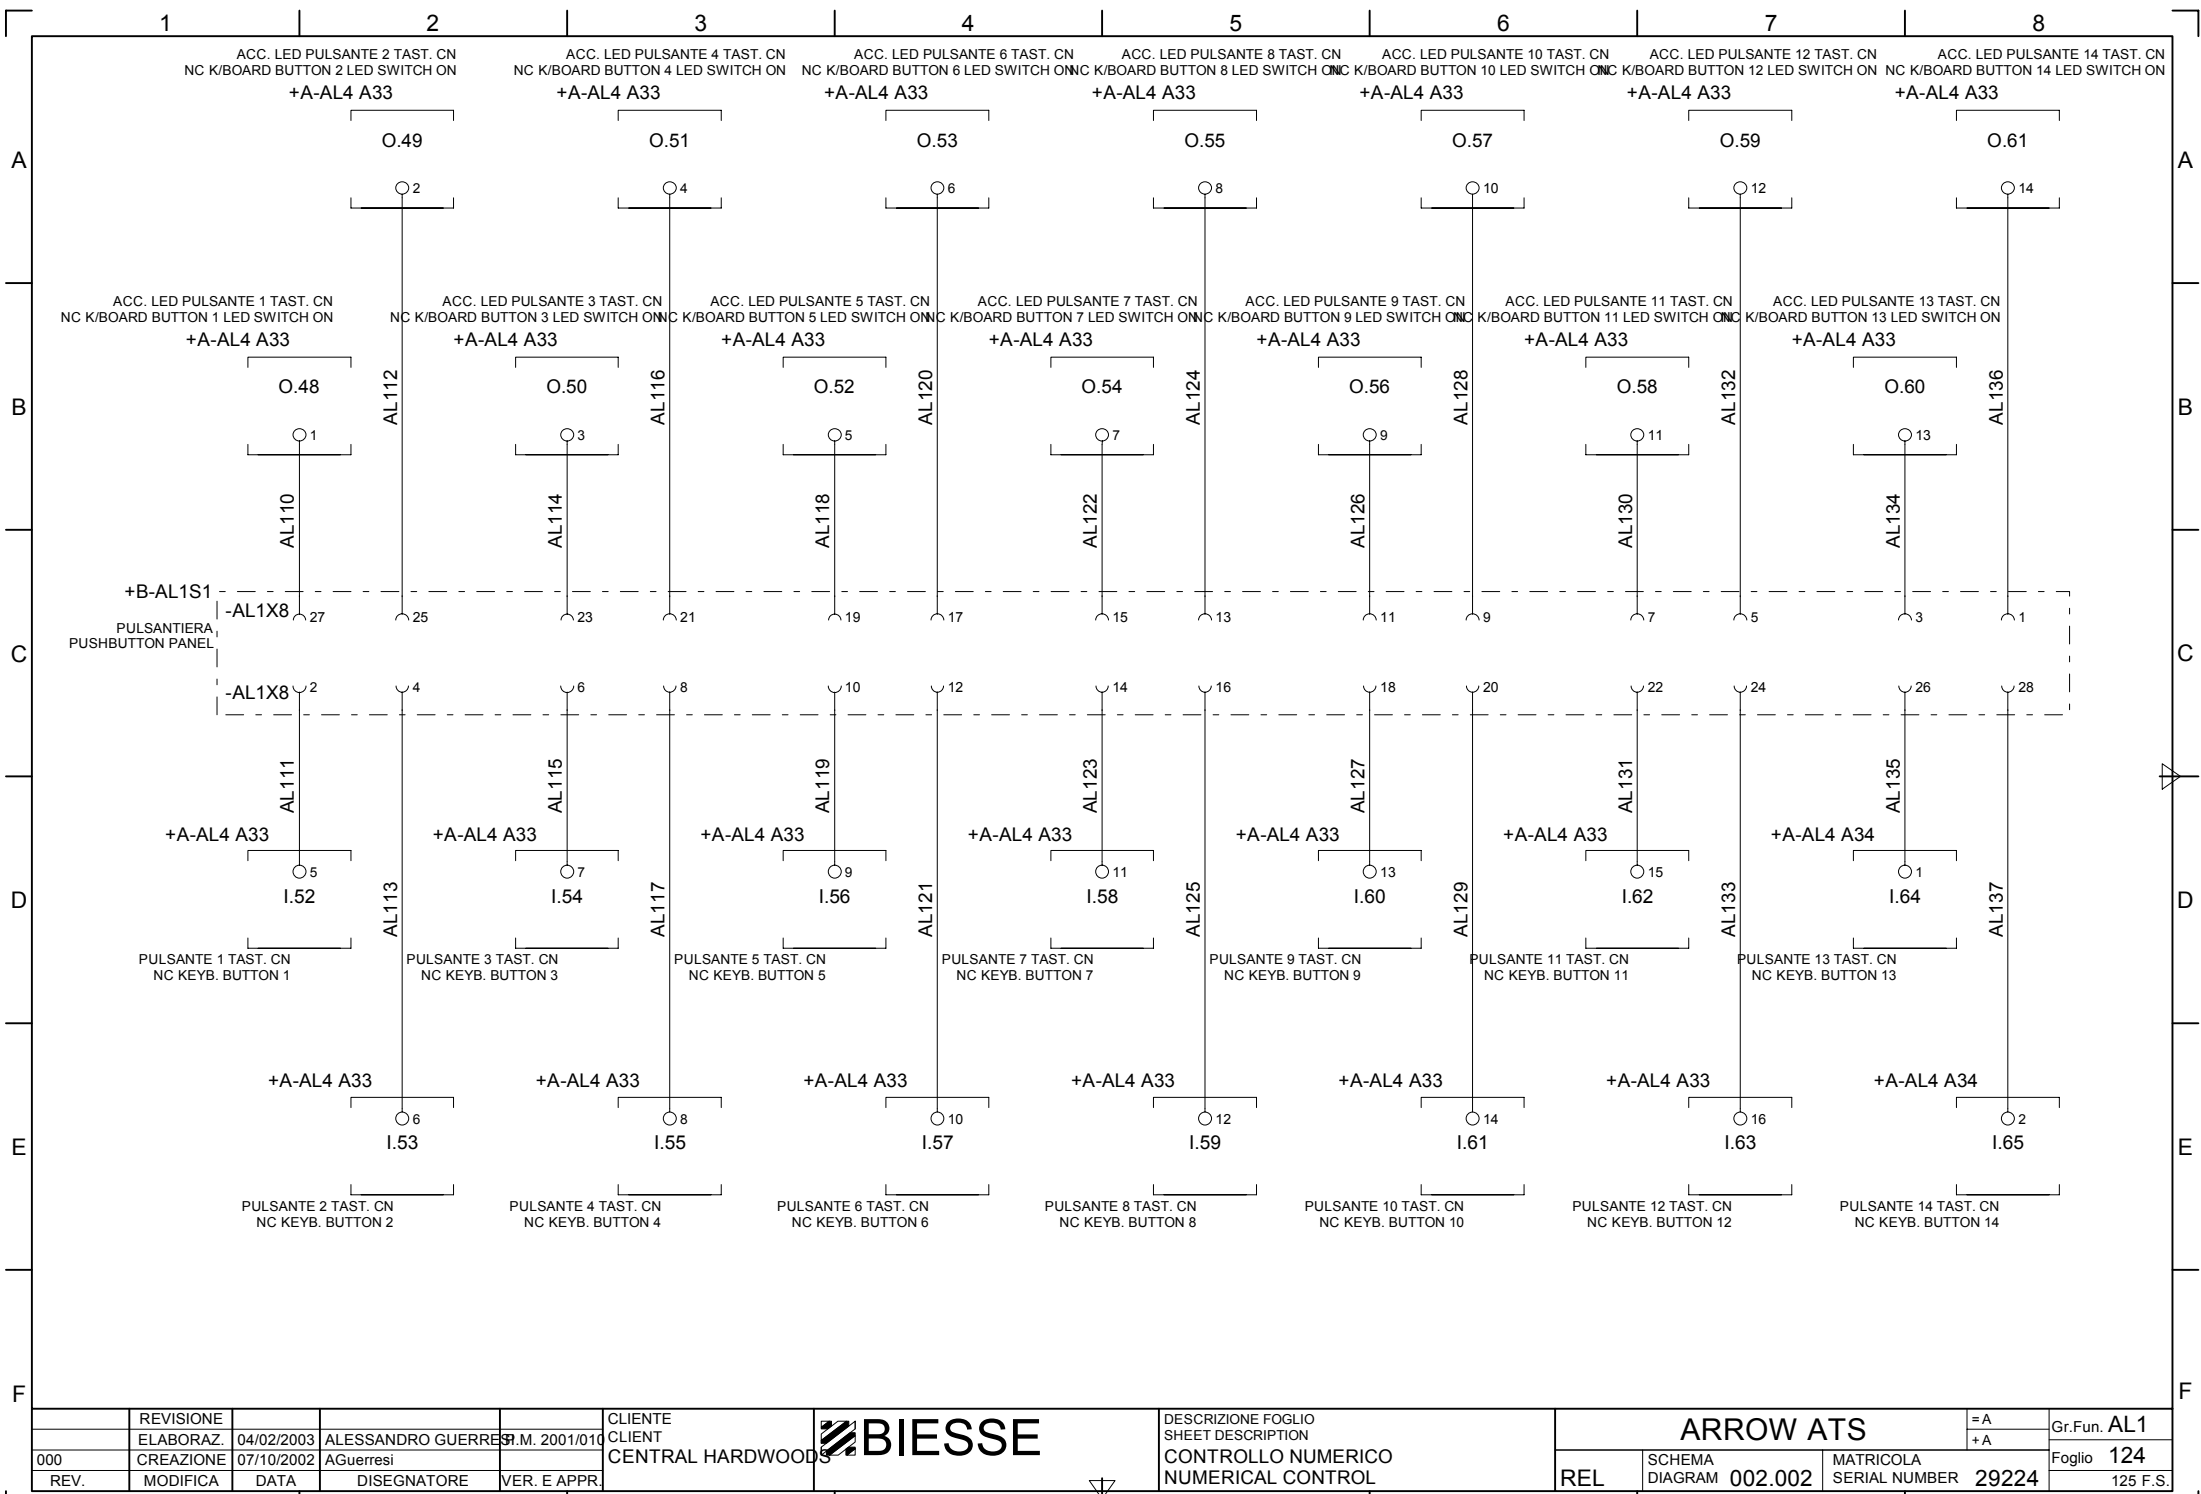 1 2 3 4 5 6 7 8
ACC. LED PULSANTE 2 TAST. CN
NC K/BOARD BUTTON 2 LED SWITCH ON
+A-AL4 A33
O.49
2
ACC. LED PULSANTE 4 TAST. CN
NC K/BOARD BUTTON 4 LED SWITCH ON
+A-AL4 A33
O.51
4
ACC. LED PULSANTE 6 TAST. CN
NC K/BOARD BUTTON 6 LED SWITCH ON
+A-AL4 A33
O.53
6
ACC. LED PULSANTE 8 TAST. CN
NC K/BOARD BUTTON 8 LED SWITCH ON
+A-AL4 A33
O.55
8
ACC. LED PULSANTE 10 TAST. CN
NC K/BOARD BUTTON 10 LED SWITCH ON
+A-AL4 A33
O.57
10
ACC. LED PULSANTE 12 TAST. CN
NC K/BOARD BUTTON 12 LED SWITCH ON
+A-AL4 A33
O.59
12
ACC. LED PULSANTE 14 TAST. CN
NC K/BOARD BUTTON 14 LED SWITCH ON
+A-AL4 A33
O.61
14
A A
ACC. LED PULSANTE 1 TAST. CN
NC K/BOARD BUTTON 1 LED SWITCH ON
+A-AL4 A33
O.48
1
ACC. LED PULSANTE 3 TAST. CN
NC K/BOARD BUTTON 3 LED SWITCH ON
+A-AL4 A33
O.50
3
ACC. LED PULSANTE 5 TAST. CN
NC K/BOARD BUTTON 5 LED SWITCH ON
+A-AL4 A33
O.52
5
ACC. LED PULSANTE 7 TAST. CN
NC K/BOARD BUTTON 7 LED SWITCH ON
+A-AL4 A33
O.54
7
ACC. LED PULSANTE 9 TAST. CN
NC K/BOARD BUTTON 9 LED SWITCH ON
+A-AL4 A33
O.56
9
ACC. LED PULSANTE 11 TAST. CN
NC K/BOARD BUTTON 11 LED SWITCH ON
+A-AL4 A33
O.58
11
ACC. LED PULSANTE 13 TAST. CN
NC K/BOARD BUTTON 13 LED SWITCH ON
+A-AL4 A33
O.60
13
AL112 AL116 AL120 AL124 AL128 AL132 AL136
B B
AL110 AL114 AL118 AL122 AL126 AL130 AL134
+B-AL1S1
PULSANTIERA
PUSHBUTTON PANEL
-AL1X8 27 25 23 21 19 17 15 13 11 9 7 5 3 1
C C
-AL1X8 2 4 6 8 10 12 14 16 18 20 22 24 26 28
AL111 AL115 AL119 AL123 AL127 AL131 AL135
+A-AL4 A33
5
I.52
PULSANTE 1 TAST. CN
NC KEYB. BUTTON 1
+A-AL4 A33
7
I.54
PULSANTE 3 TAST. CN
NC KEYB. BUTTON 3
+A-AL4 A33
9
I.56
PULSANTE 5 TAST. CN
NC KEYB. BUTTON 5
+A-AL4 A33
11
I.58
PULSANTE 7 TAST. CN
NC KEYB. BUTTON 7
+A-AL4 A33
13
I.60
PULSANTE 9 TAST. CN
NC KEYB. BUTTON 9
+A-AL4 A33
15
I.62
PULSANTE 11 TAST. CN
NC KEYB. BUTTON 11
+A-AL4 A34
1
I.64
PULSANTE 13 TAST. CN
NC KEYB. BUTTON 13
AL113 AL117 AL121 AL125 AL129 AL133 AL137
D D
+A-AL4 A33
6
I.53
PULSANTE 2 TAST. CN
NC KEYB. BUTTON 2
+A-AL4 A33
8
I.55
PULSANTE 4 TAST. CN
NC KEYB. BUTTON 4
+A-AL4 A33
10
I.57
PULSANTE 6 TAST. CN
NC KEYB. BUTTON 6
+A-AL4 A33
12
I.59
PULSANTE 8 TAST. CN
NC KEYB. BUTTON 8
+A-AL4 A33
14
I.61
PULSANTE 10 TAST. CN
NC KEYB. BUTTON 10
+A-AL4 A33
16
I.63
PULSANTE 12 TAST. CN
NC KEYB. BUTTON 12
+A-AL4 A34
2
I.65
PULSANTE 14 TAST. CN
NC KEYB. BUTTON 14
E E
F F
REVISIONE
ELABORAZ. 04/02/2003 ALESSANDRO GUERRESI P.M. 2001/010
000 CREAZIONE 07/10/2002 AGuerresi
REV. MODIFICA DATA DISEGNATORE VER. E APPR.
CLIENTE
CLIENT
CENTRAL HARDWOODS
BIESSE
DESCRIZIONE FOGLIO
SHEET DESCRIPTION
CONTROLLO NUMERICO
NUMERICAL CONTROL
ARROW ATS
= A
+ A
REL
SCHEMA
DIAGRAM 002.002
MATRICOLA
SERIAL NUMBER 29224
Gr.Fun. AL1
Foglio 124
125 F.S.